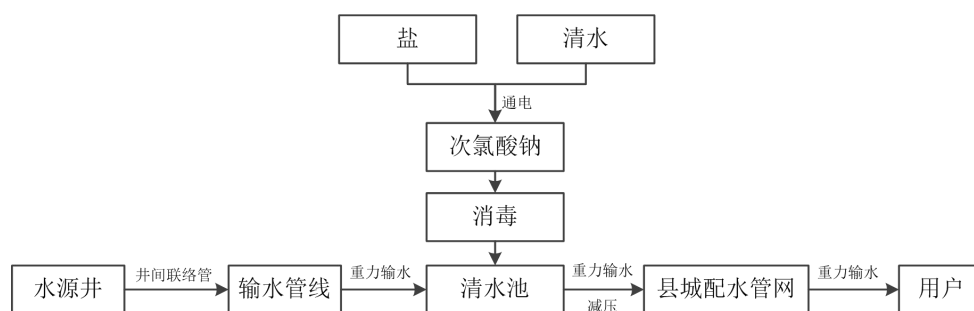 盐
清水
通电
次氯酸钠
消毒
水源井
井间联络管
输水管线
重力输水
清水池
重力输水
减压
县城配水管网
重力输水
用户